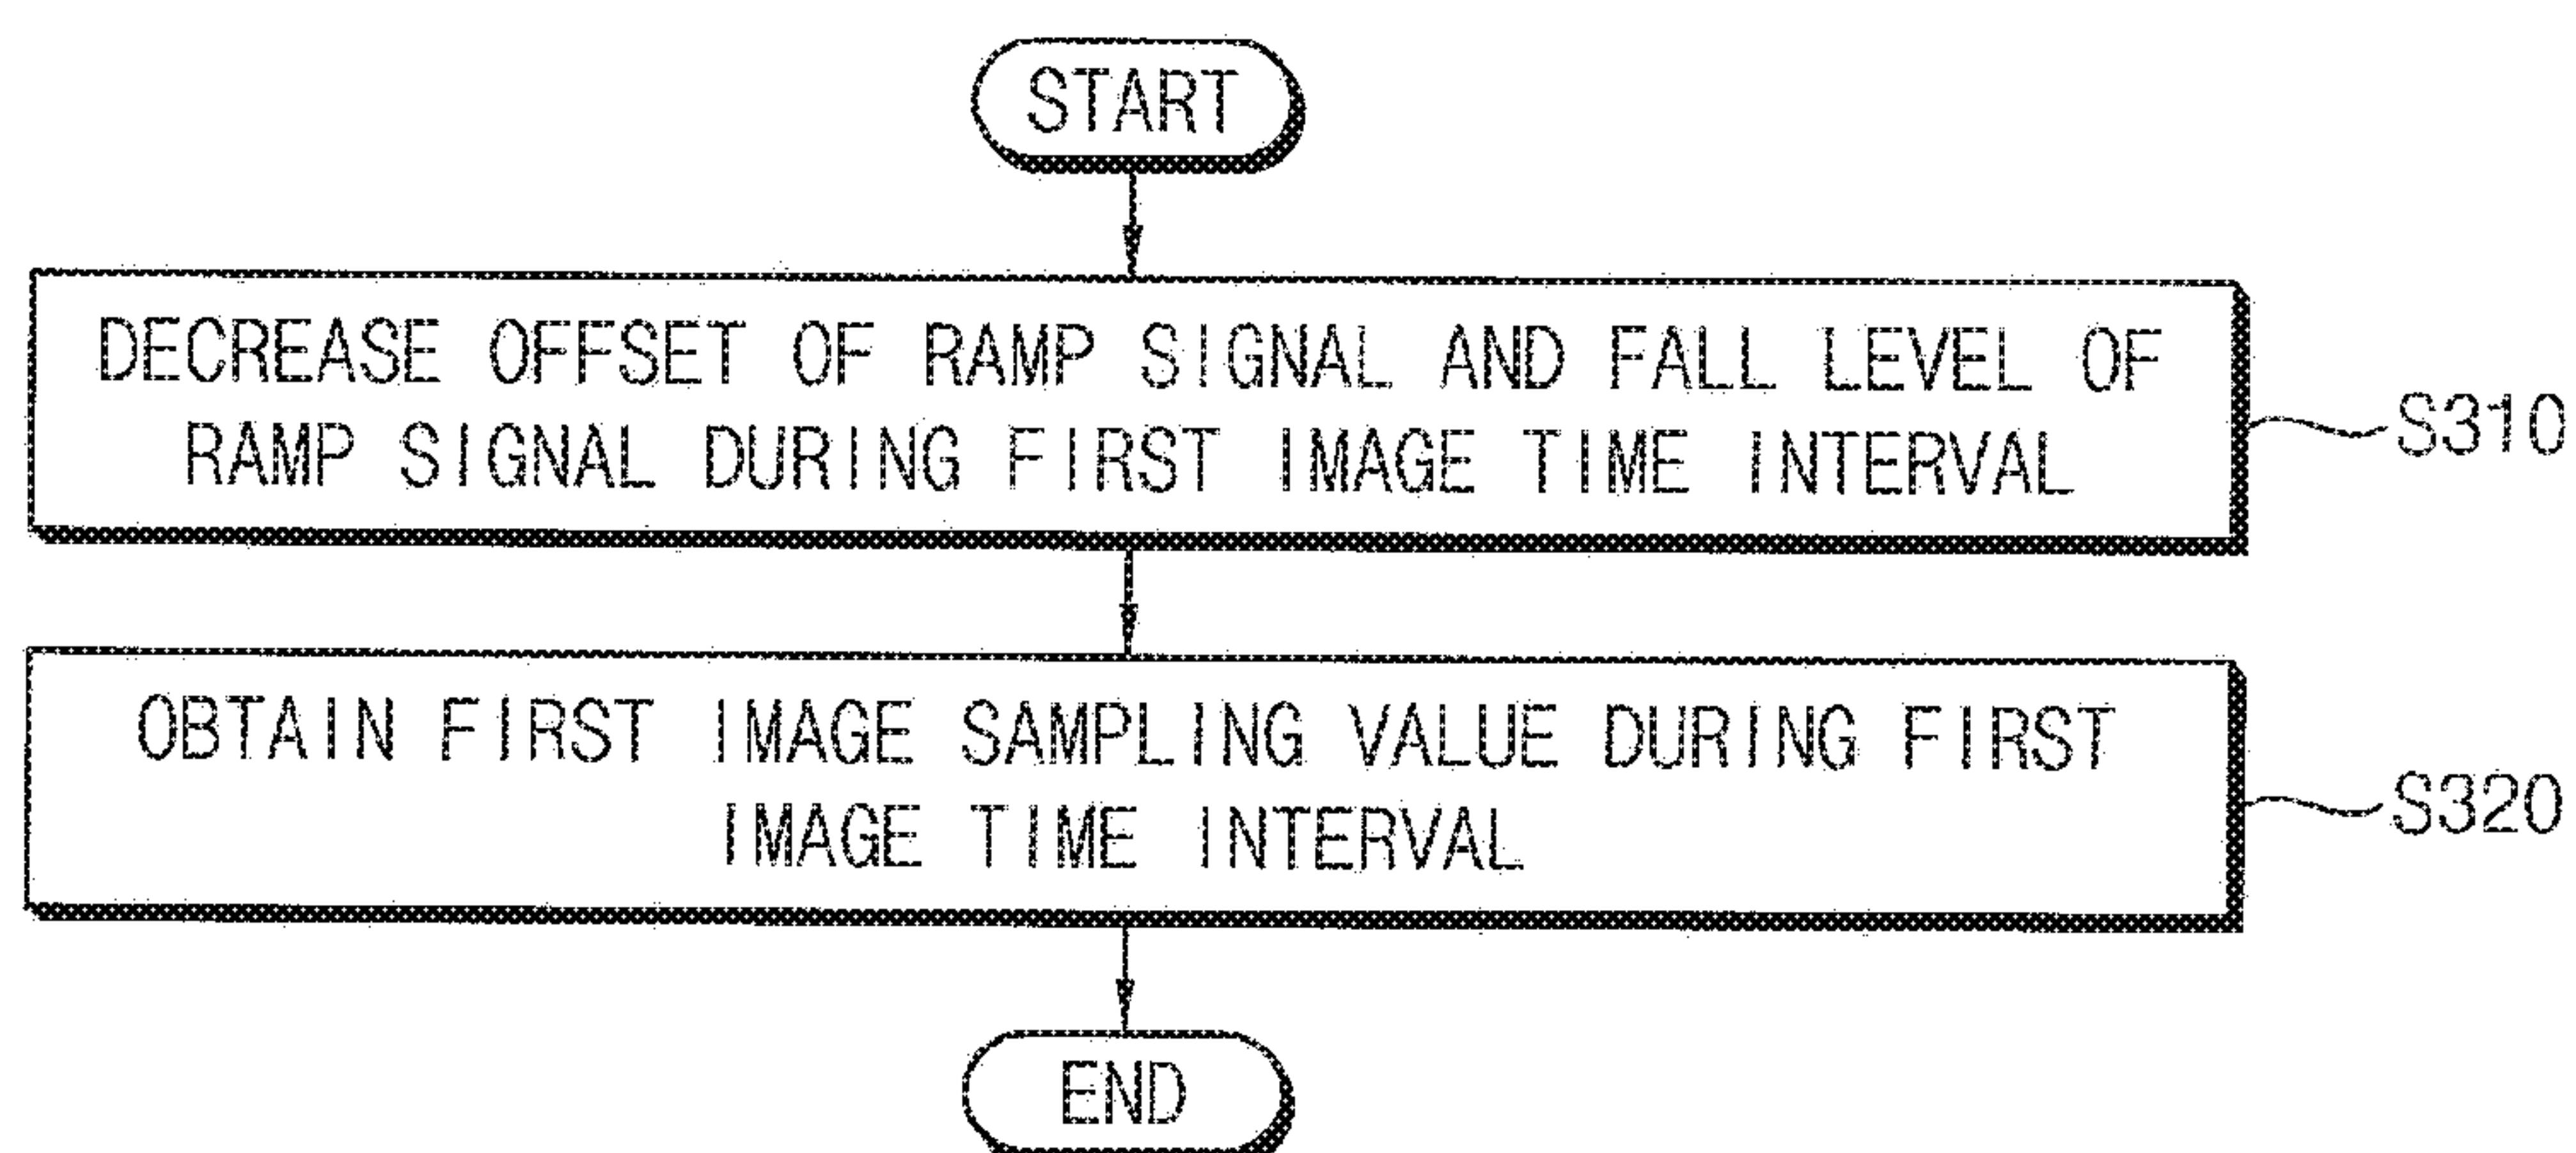 START
DECREASE OFFSET OF RAMP SIGNAL AND FALL LEVEL OF
RAMP SIGNAL DURING FIRST IMAGE TIME INTERVAL
S310
OBTAIN FIRST IMAGE SAMPLING VALUE DURING FIRST
IMAGE TIME INTERVAL
S320
END